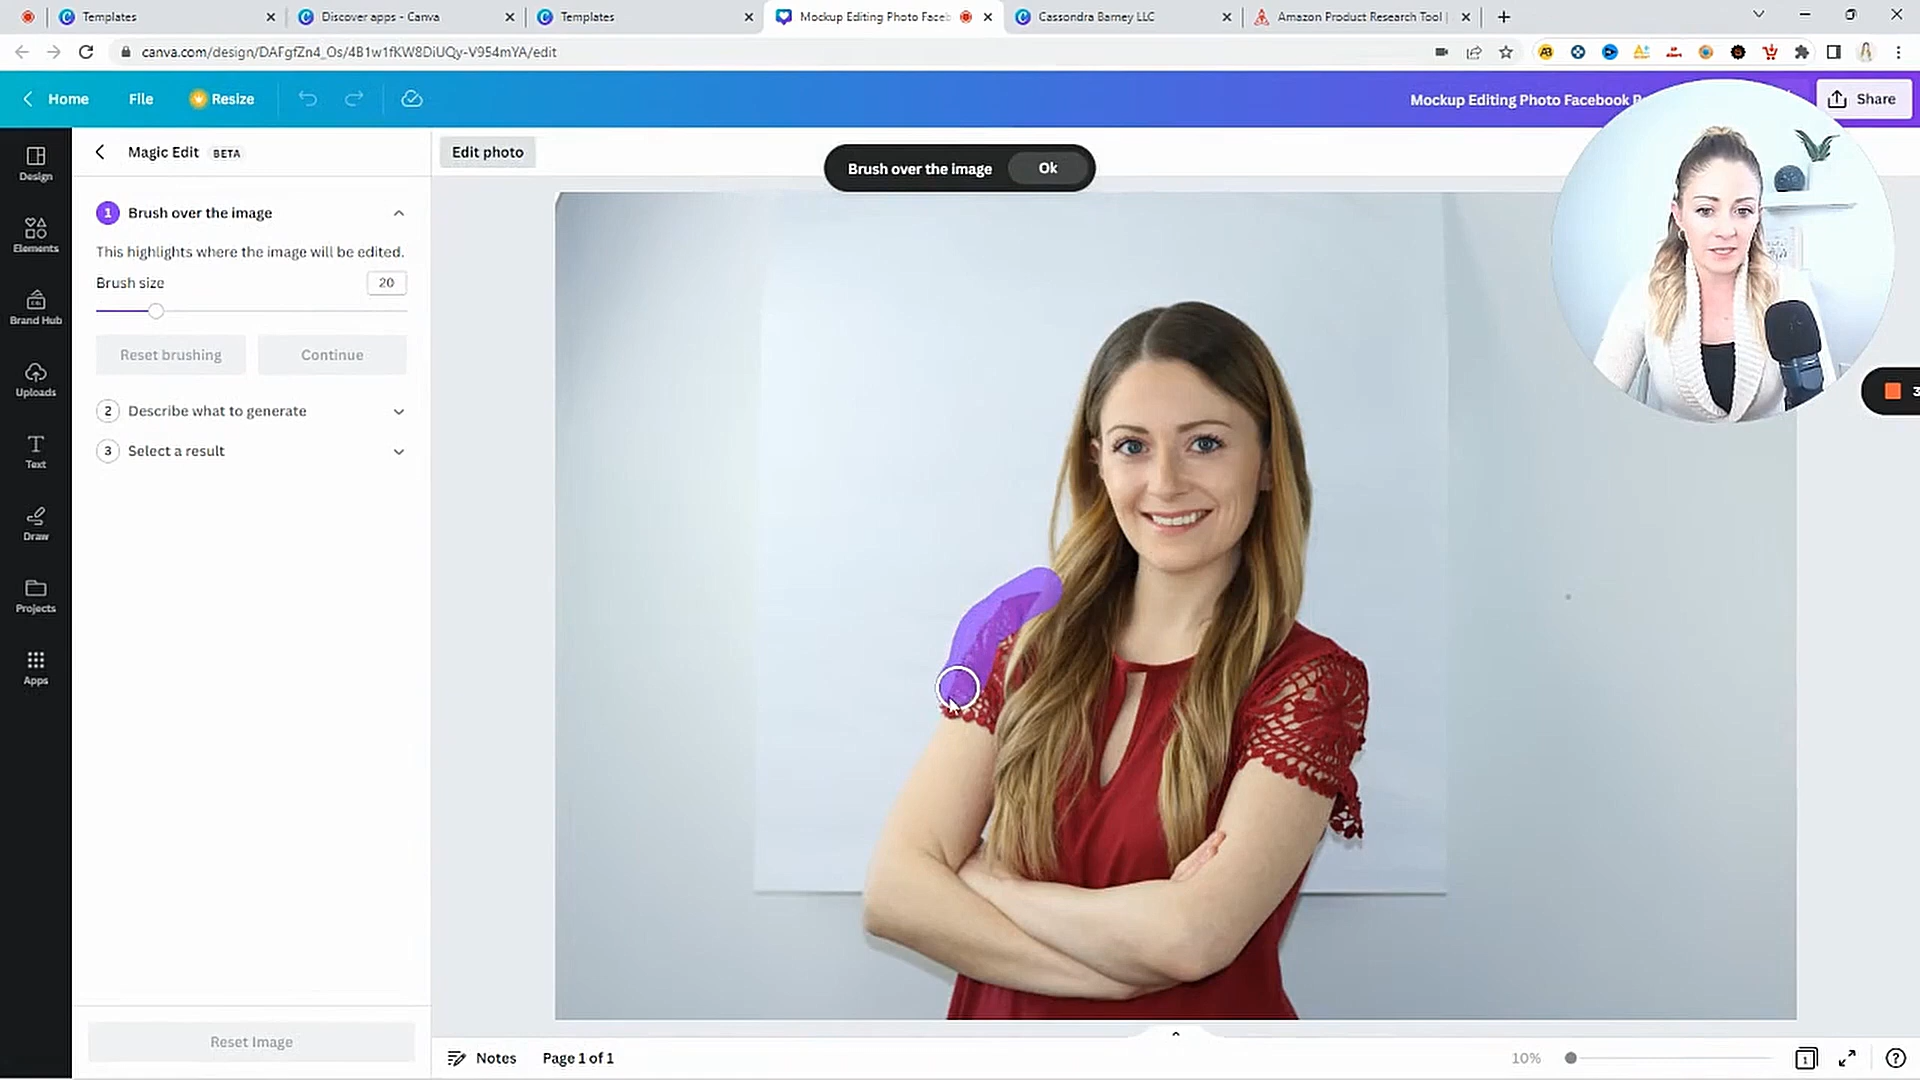 Templates
Discover apps - Canva
Templates
Mockup Editing Photo Faceb
Cassondra Barney LLC
Amazon Product Research Tool |
canva.com/design/DAFgfZn4_Os/4B1w1fKW8DiUQy-V954mYA/edit
Home
File
Resize
Mockup Editing Photo Facebook
Share
Design
Elements
Brand Hub
Uploads
Text
Draw
Projects
Apps
Magic Edit BETA
1 Brush over the image
This highlights where the image will be edited.
Brush size 20
Reset brushing
Continue
2 Describe what to generate
3 Select a result
Reset Image
Edit photo
Brush over the image Ok
Notes
Page 1 of 1
10%
1